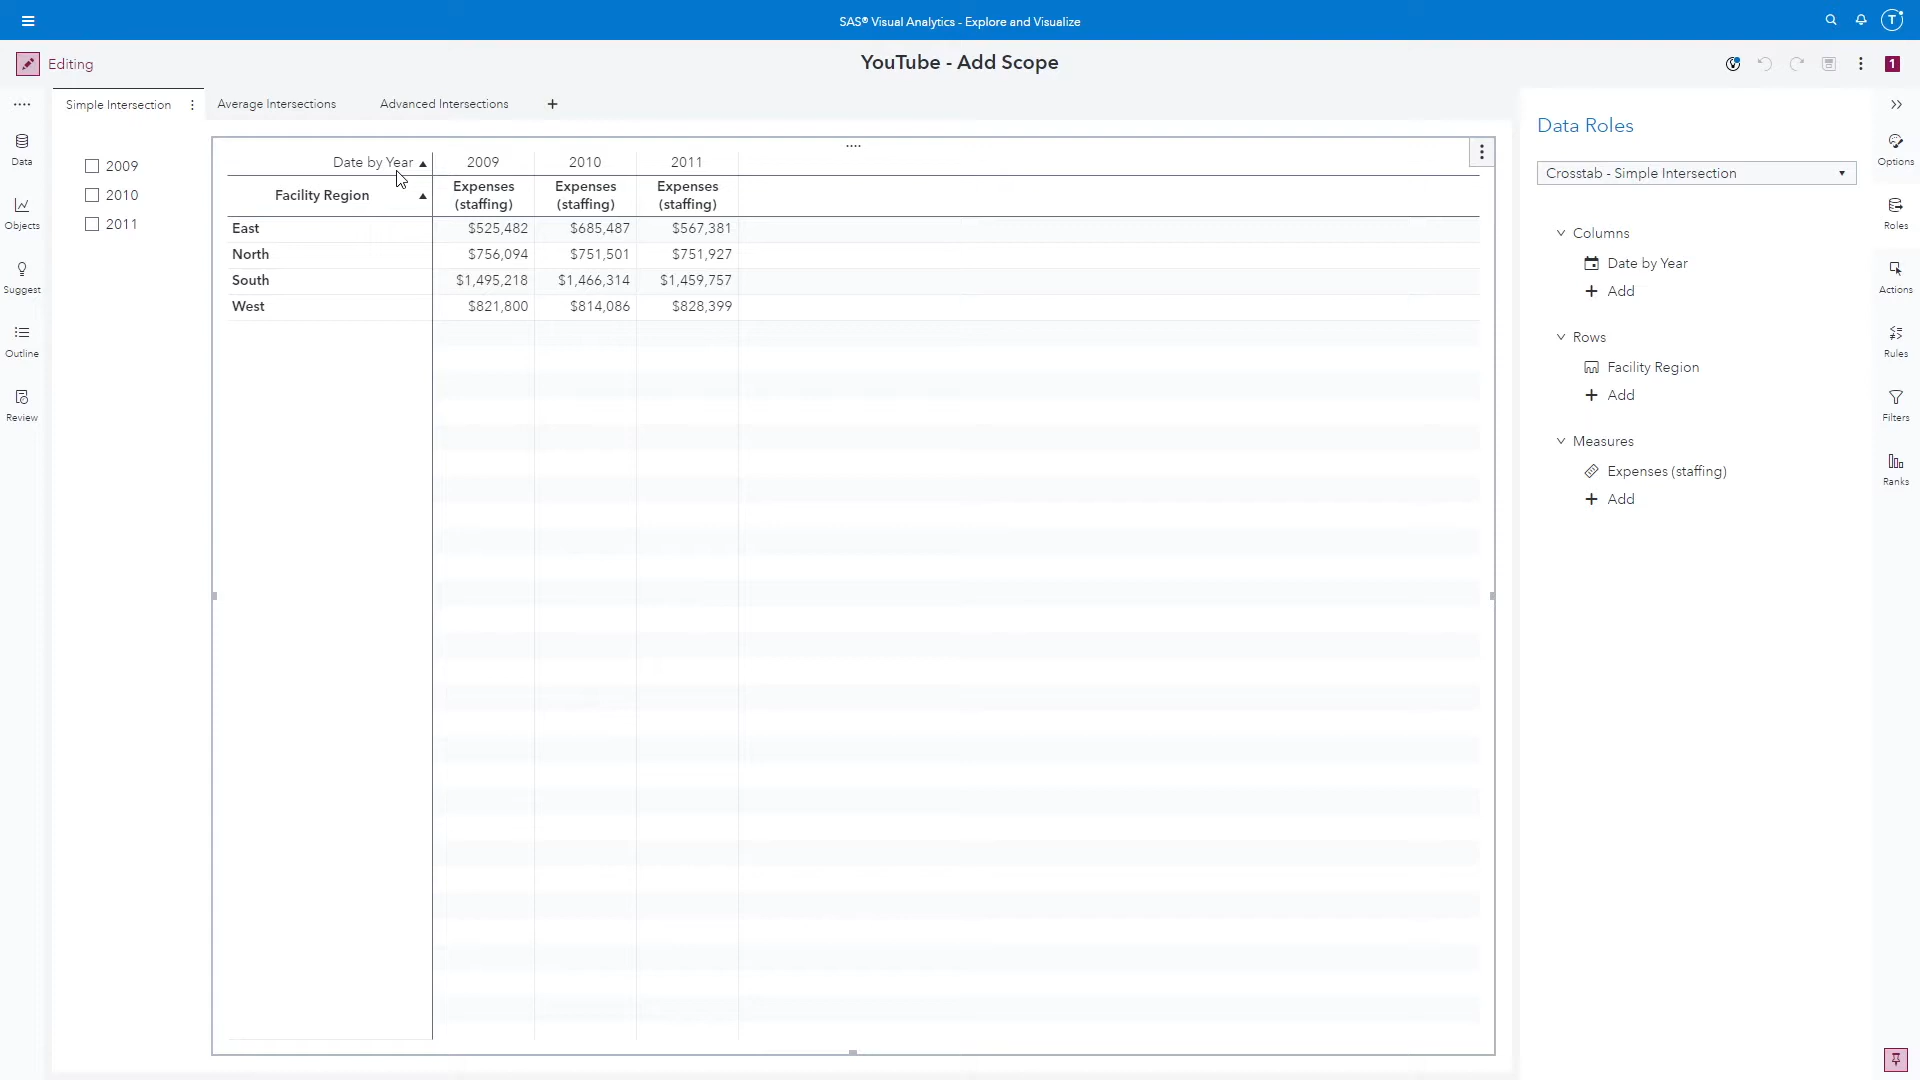 SAS® Visual Analytics - Explore and Visualize
T
Editing
YouTube - Add Scope
1
Simple Intersection
Average Intersections
Advanced Intersections
Data
Objects
Suggest
Outline
Review
2009
2010
2011
Date by Year ▲ 2009 2010 2011
Facility Region ▲ Expenses (staffing) Expenses (staffing) Expenses (staffing)
East $525,482 $685,487 $567,381
North $756,094 $751,501 $751,927
South $1,495,218 $1,466,314 $1,459,757
West $821,800 $814,086 $828,399
Data Roles
Crosstab - Simple Intersection
Columns
Date by Year
+ Add
Rows
Facility Region
+ Add
Measures
Expenses (staffing)
+ Add
Options
Roles
Actions
Rules
Filters
Ranks